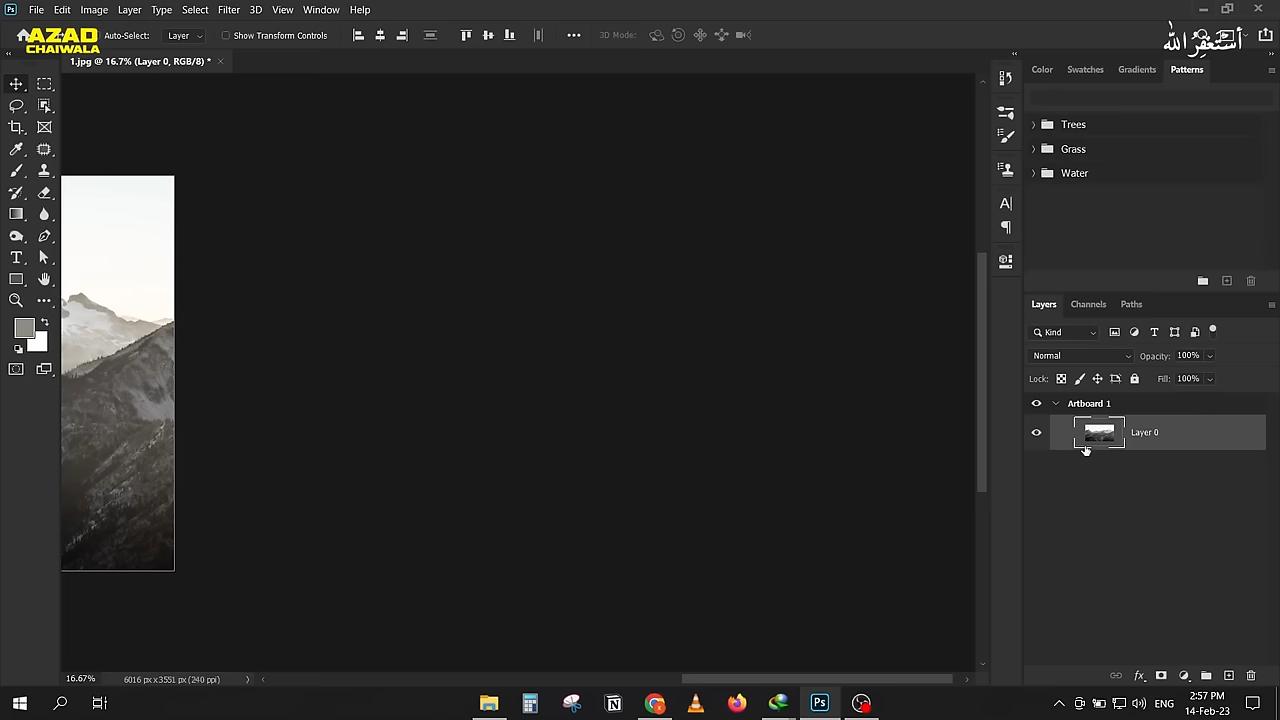 Ps File Edit Image Layer Type Select Filter 3D View Window Help
AZAD
CHAIWALA
Auto-Select: Layer Show Transform Controls 3D Mode:
أستغفر الله
1.jpg @ 16.7% (Layer 0, RGB/8) *
Color Swatches Gradients Patterns
Trees
Grass
Water
Layers Channels Paths
Kind
Normal Opacity: 100%
Lock: Fill: 100%
Artboard 1
Layer 0
16.67% 6016 px x 3551 px (240 ppi)
2:57 PM
ENG
14-Feb-23